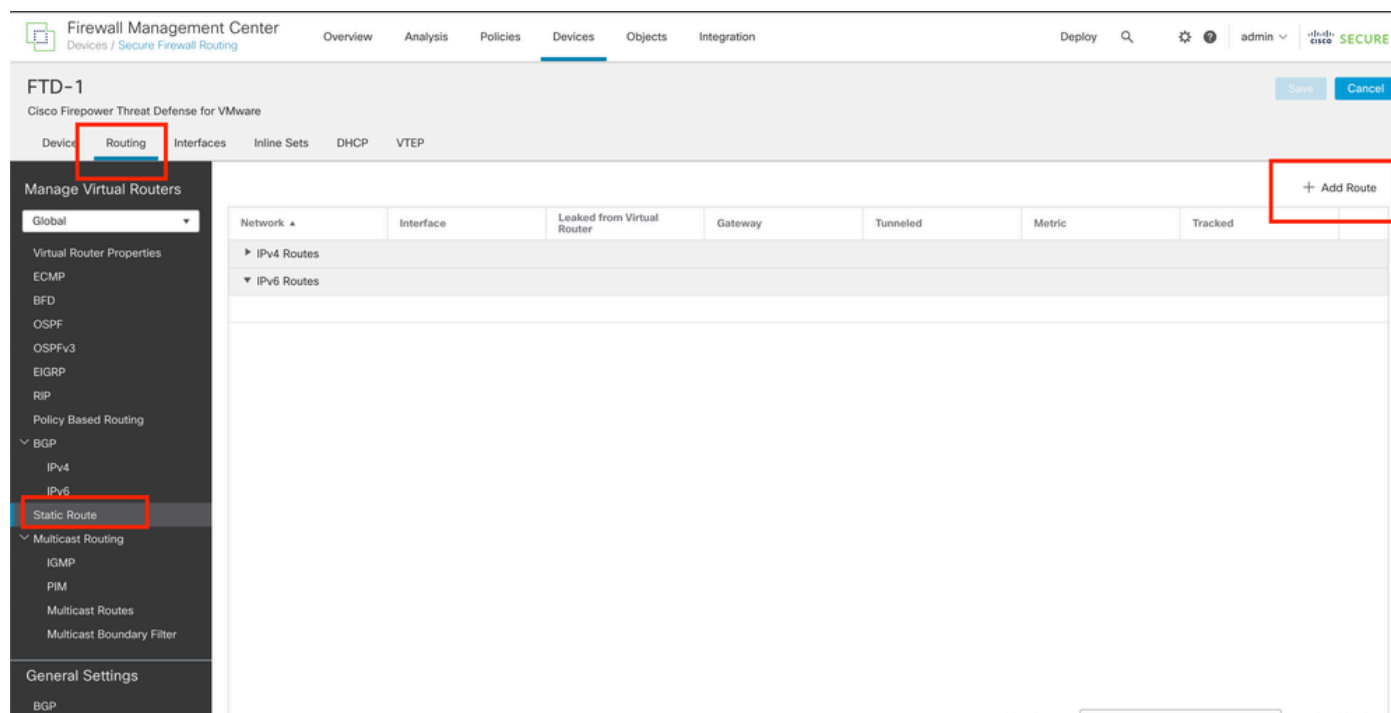 Firewall Management Center
Devices / Secure Firewall Routing
Overview Analysis Policies Devices Objects Integration
Deploy admin cisco SECURE
FTD-1
Save Cancel
Cisco Firepower Threat Defense for VMware
Device Routing Interfaces Inline Sets DHCP VTEP
Manage Virtual Routers
+ Add Route
Global
Network Interface Leaked from Virtual Router Gateway Tunneled Metric Tracked
IPv4 Routes
IPv6 Routes
Virtual Router Properties
ECMP
BFD
OSPF
OSPFv3
EIGRP
RIP
Policy Based Routing
BGP
IPv4
IPv6
Static Route
Multicast Routing
IGMP
PIM
Multicast Routes
Multicast Boundary Filter
General Settings
BGP